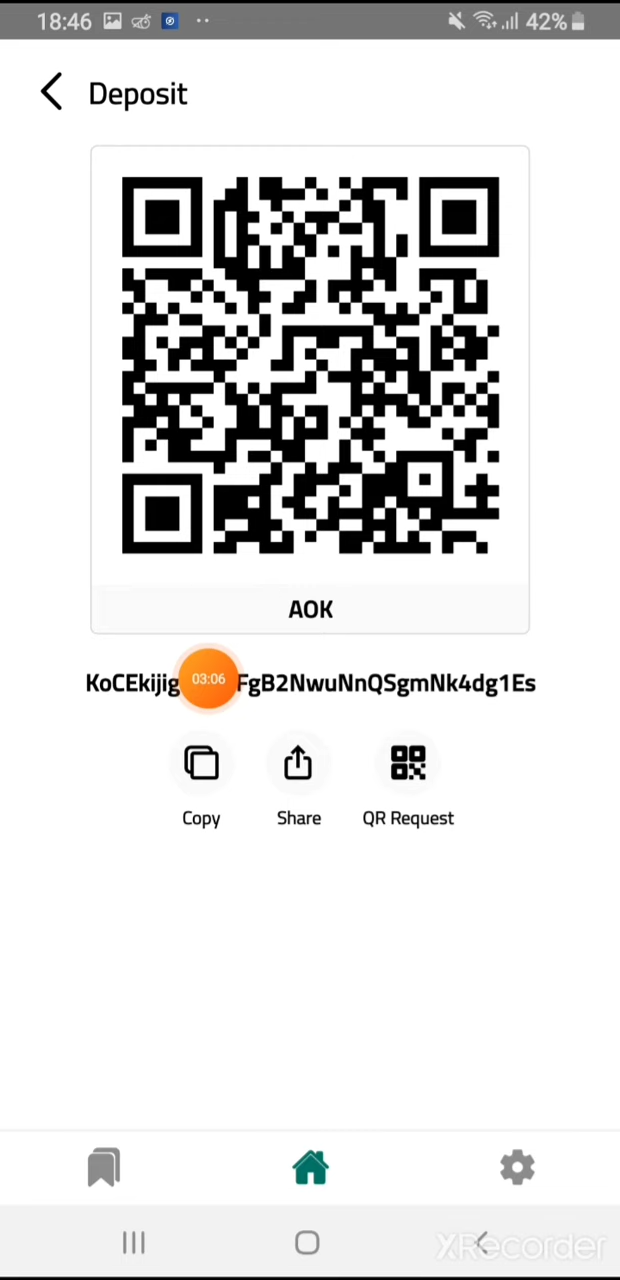 18:46 42%
Deposit
AOK
KoCEkijig 03:06 FgB2NwuNnQSgmNk4dg1Es
Copy Share QR Request
XRecorder